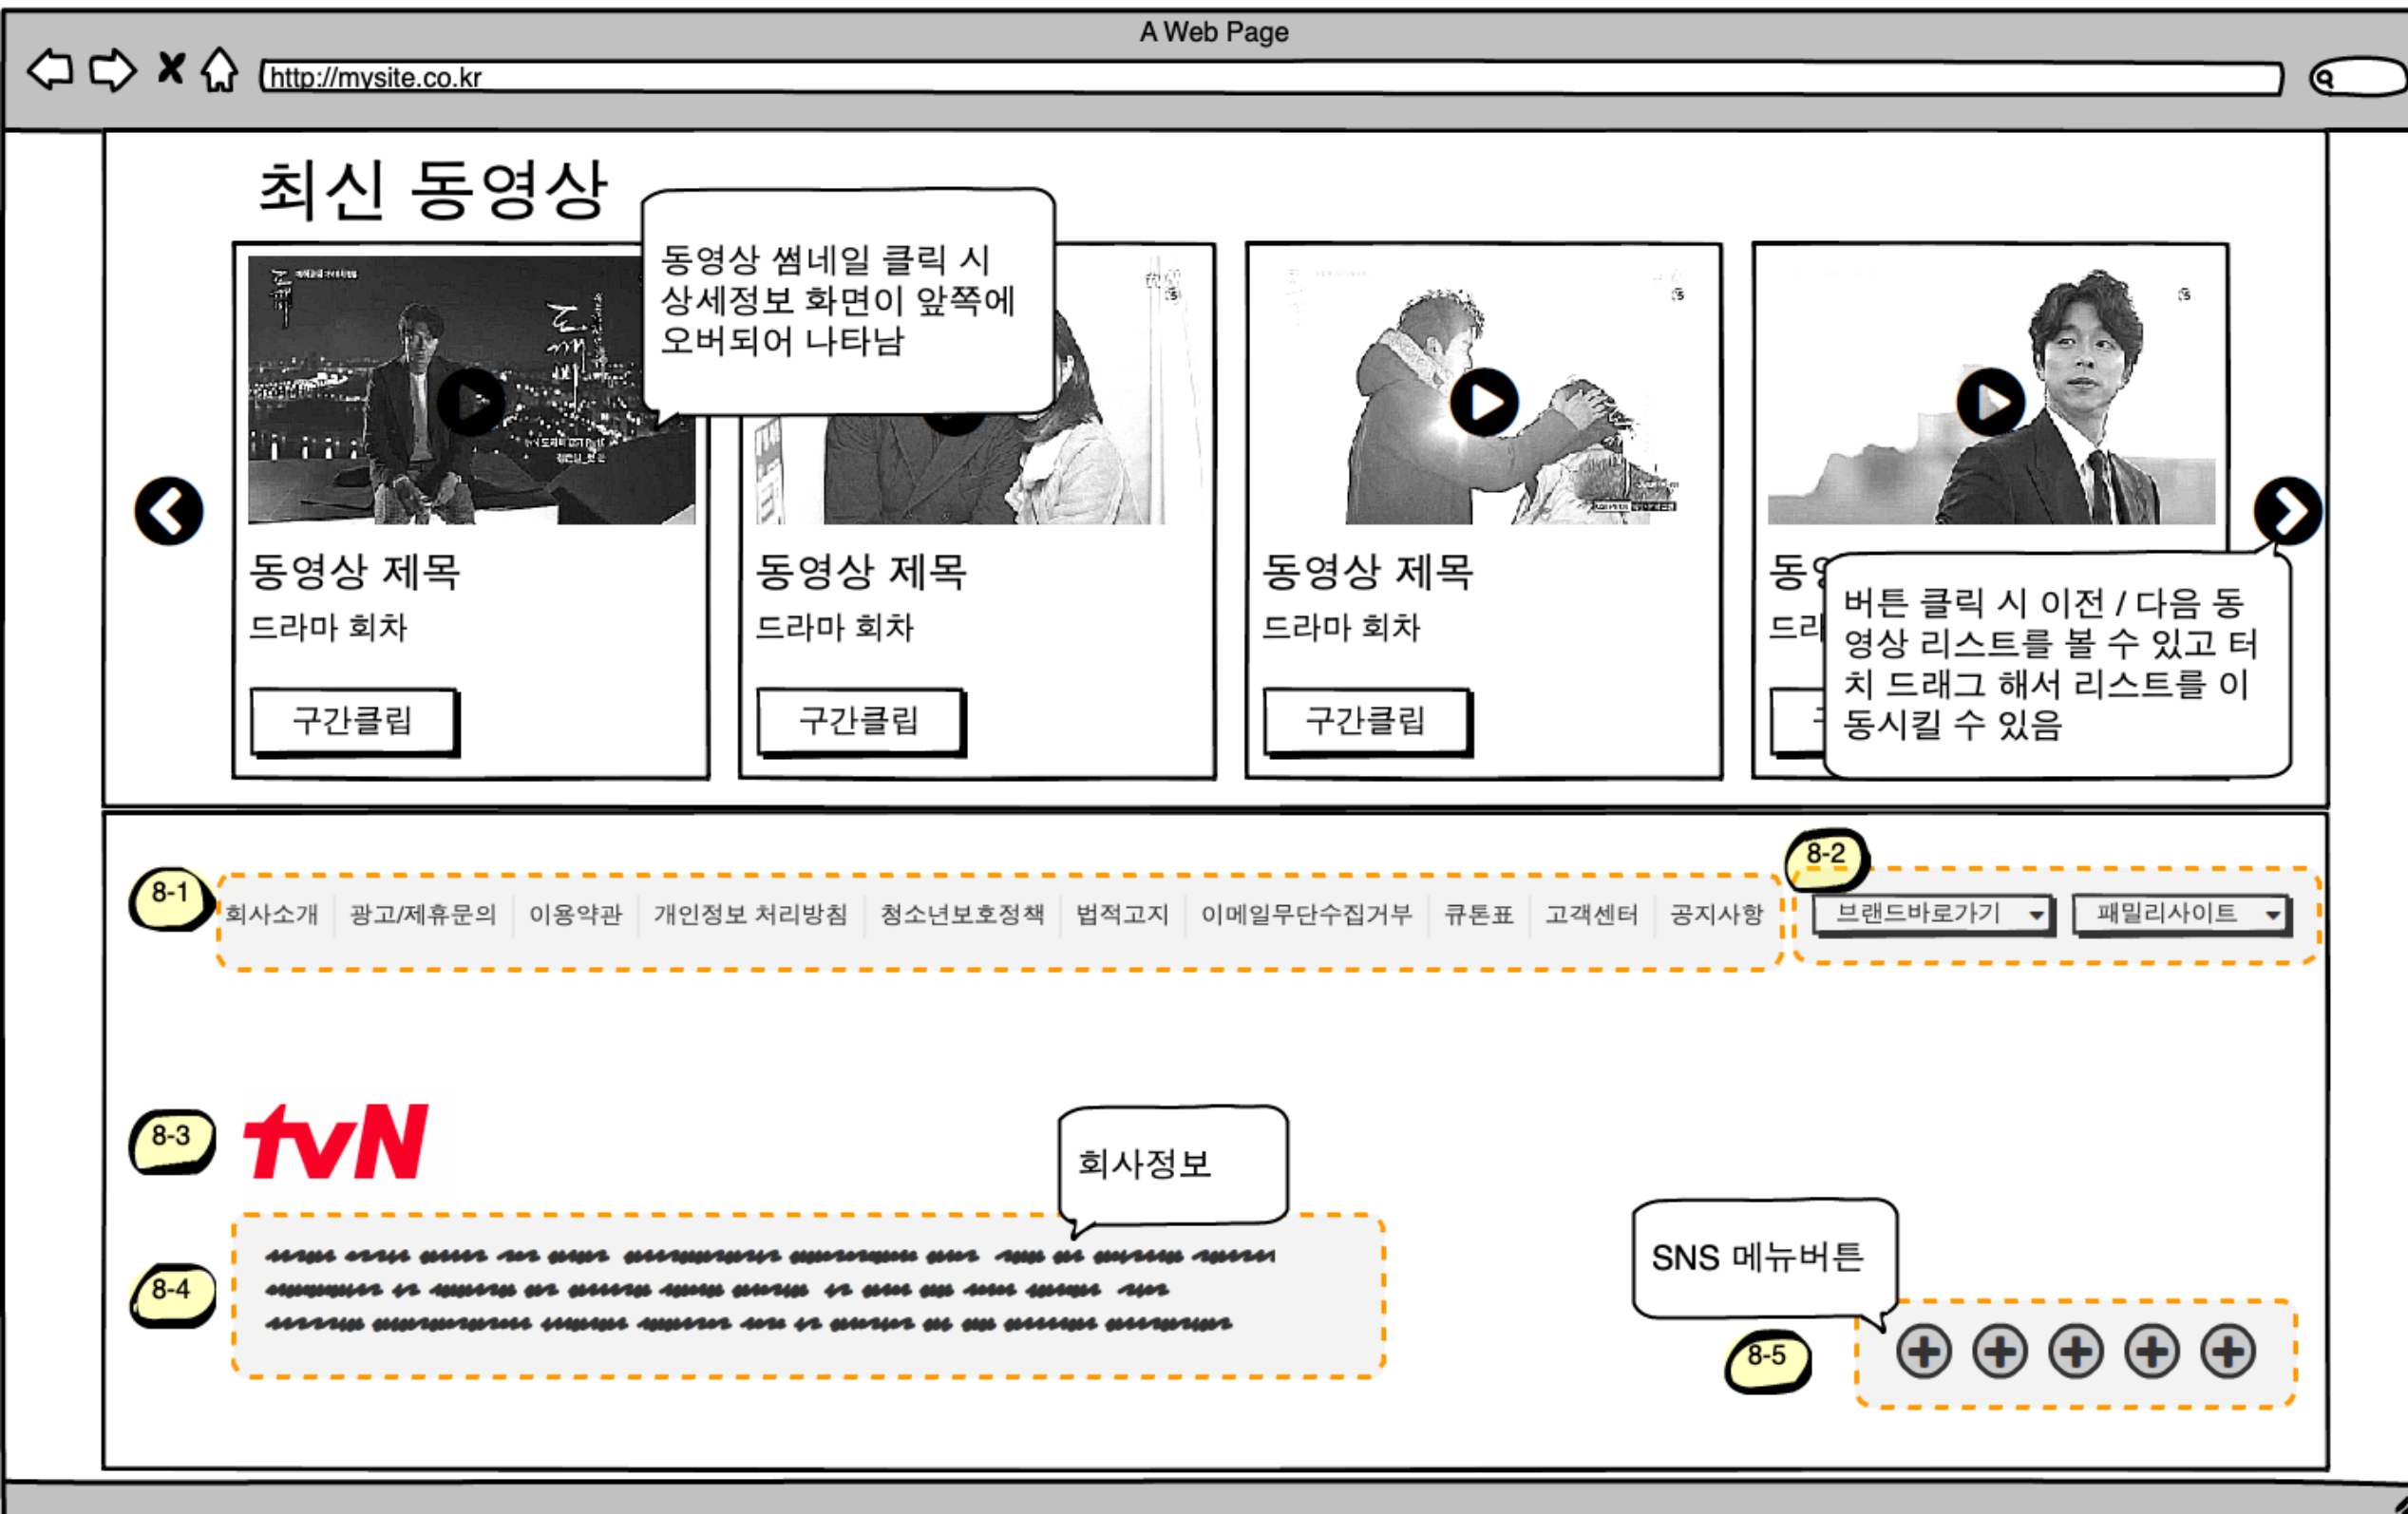 A Web Page
http://mysite.co.kr
최신 동영상
동영상 썸네일 클릭 시
상세정보 화면이 앞쪽에
오버되어 나타남
도깨비
동영상 제목
드라마 회차
구간클립
동영상 제목
드라마 회차
구간클립
동영상 제목
드라마 회차
구간클립
버튼 클릭 시 이전 / 다음 동
영상 리스트를 볼 수 있고 터
치 드래그 해서 리스트를 이
동시킬 수 있음
8-1
회사소개 광고/제휴문의 이용약관 개인정보 처리방침 청소년보호정책 법적고지 이메일무단수집거부 큐톤표 고객센터 공지사항
8-2
브랜드바로가기 패밀리사이트
8-3
tvN
회사정보
8-4
SNS 메뉴버튼
8-5